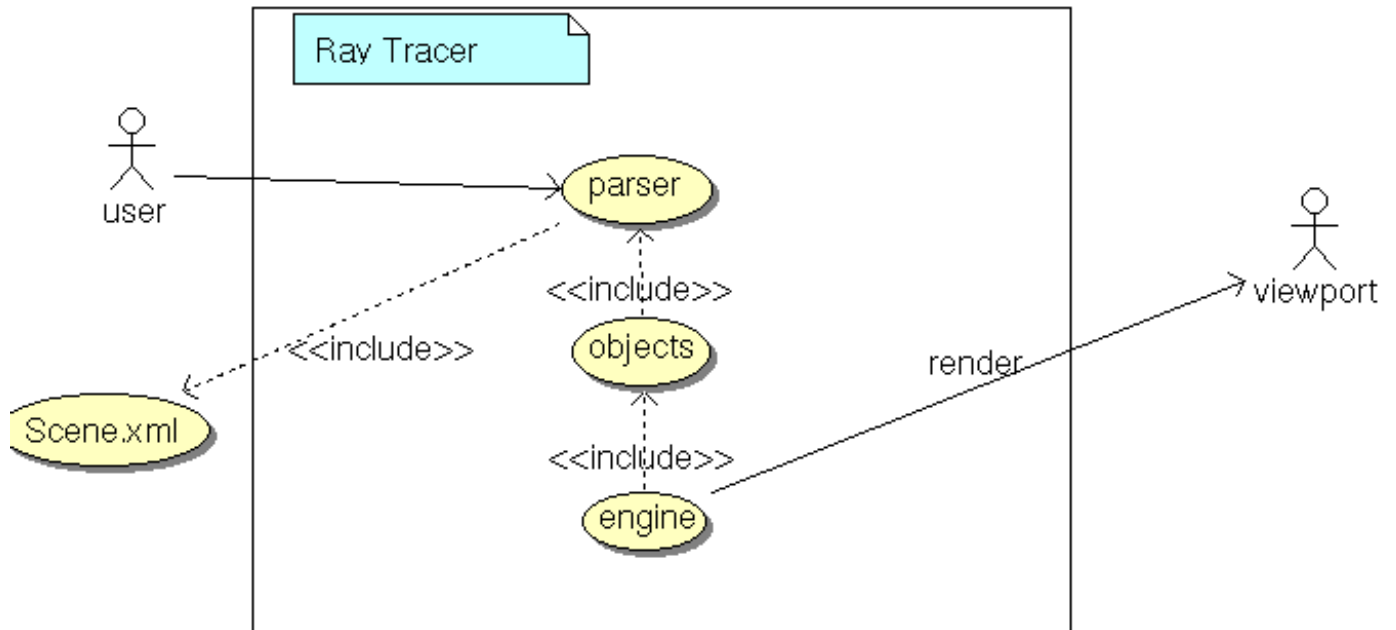 Ray Tracer
user
parser
viewport
<<include>>
<<include>>
objects
render
Scene.xml
<<include>>
engine